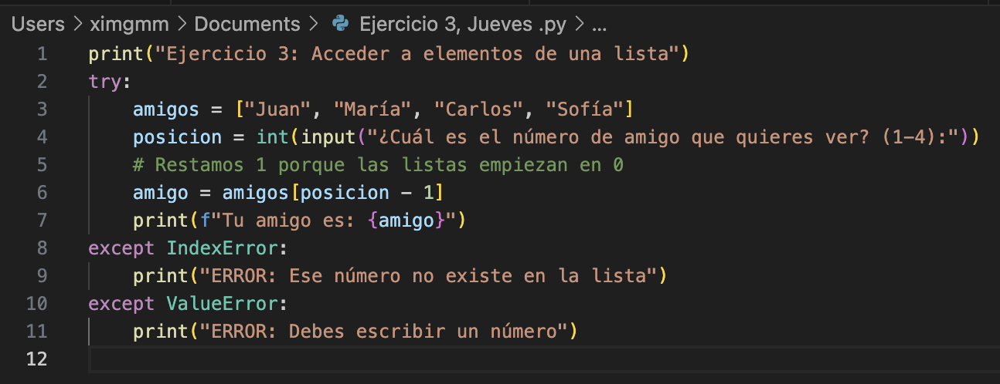 Users > ximgmm > Documents > Ejercicio 3, Jueves .py > ...
1 print("Ejercicio 3: Acceder a elementos de una lista")
2 try:
3     amigos = ["Juan", "María", "Carlos", "Sofía"]
4     posicion = int(input("¿Cuál es el número de amigo que quieres ver? (1-4):"))
5     # Restamos 1 porque las listas empiezan en 0
6     amigo = amigos[posicion - 1]
7     print(f"Tu amigo es: {amigo}")
8 except IndexError:
9     print("ERROR: Ese número no existe en la lista")
10 except ValueError:
11     print("ERROR: Debes escribir un número")
12